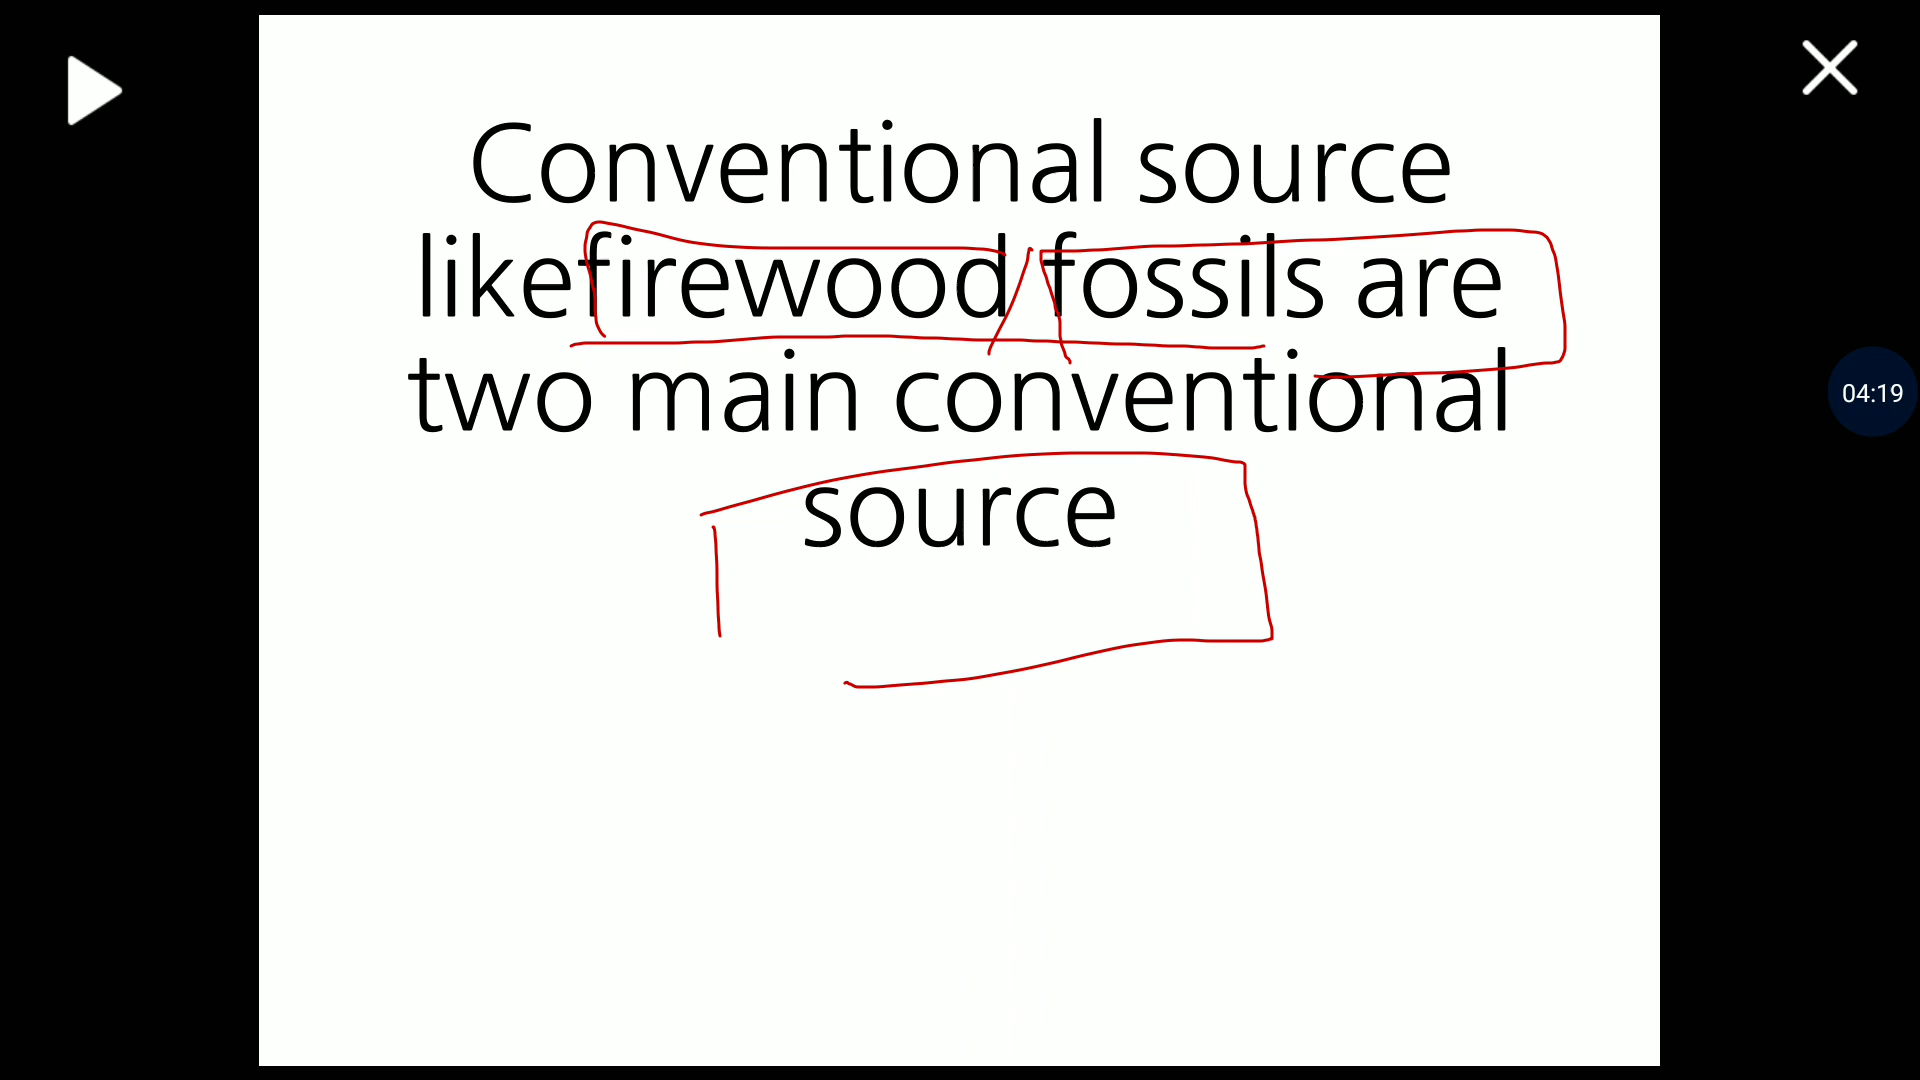 Conventional source
likefirewood fossils are
two main conventional
source
04:19